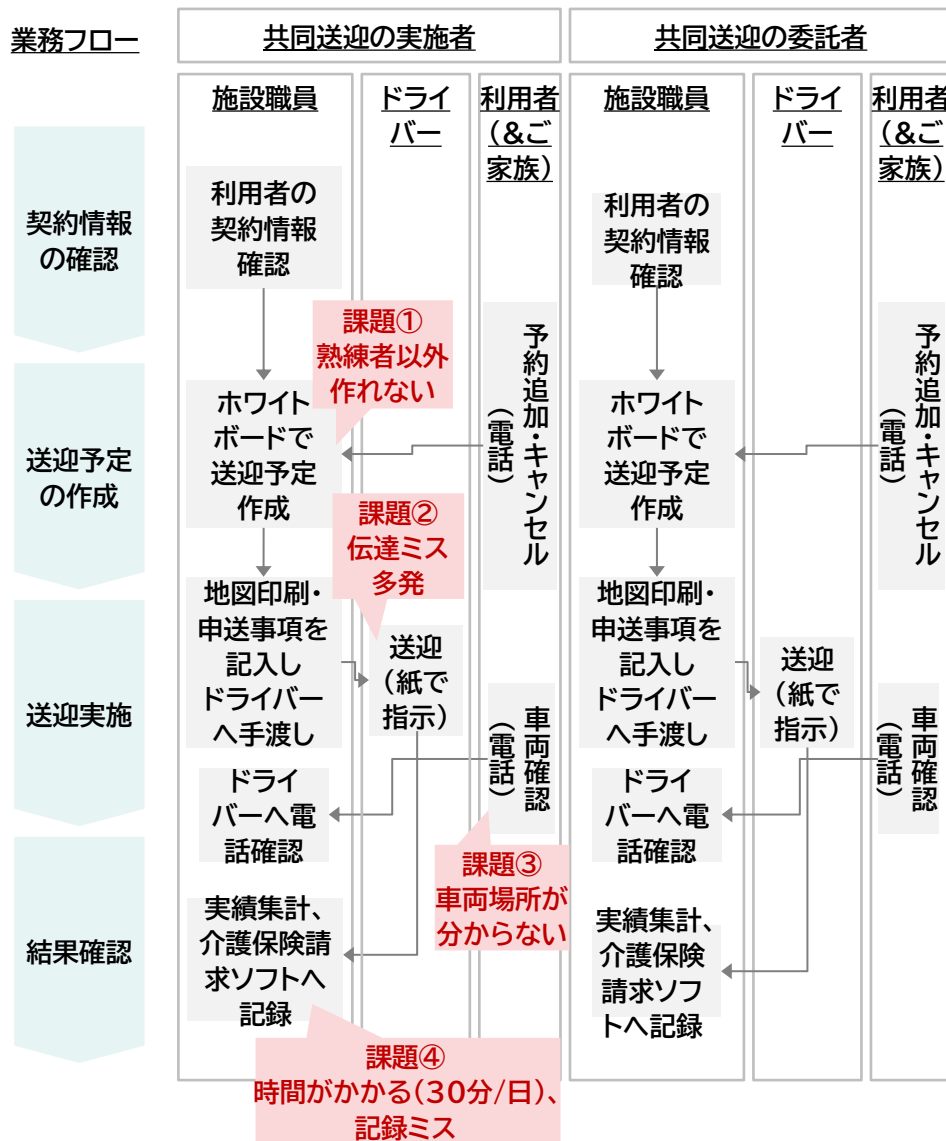 業務フロー
共同送迎の実施者
共同送迎の委託者
施設職員
ドライ
バー
利用者
(&ご
家族)
施設職員
ドライ
バー
利用者
(&ご
家族)
契約情報
の確認
利用者の
契約情報
確認
利用者の
契約情報
確認
課題①
熟練者以外
作れない
送迎予定
の作成
ホワイト
ボードで
送迎予定
作成
予約追加・キャンセル
(電話)
ホワイト
ボードで
送迎予定
作成
予約追加・キャンセル
(電話)
課題②
伝達ミス
多発
送迎実施
地図印刷・
申送事項を
記入し
ドライバー
へ手渡し
送迎
(紙で
指示)
車両確認
(電話)
地図印刷・
申送事項を
記入し
ドライバー
へ手渡し
送迎
(紙で
指示)
車両確認
(電話)
ドライ
バーへ電
話確認
ドライ
バーへ電
話確認
課題③
車両場所が
分からない
結果確認
実績集計、
介護保険請
求ソフトへ
記録
実績集計、
介護保険
請求ソフ
トへ記録
課題④
時間がかかる(30分/日)、
記録ミス